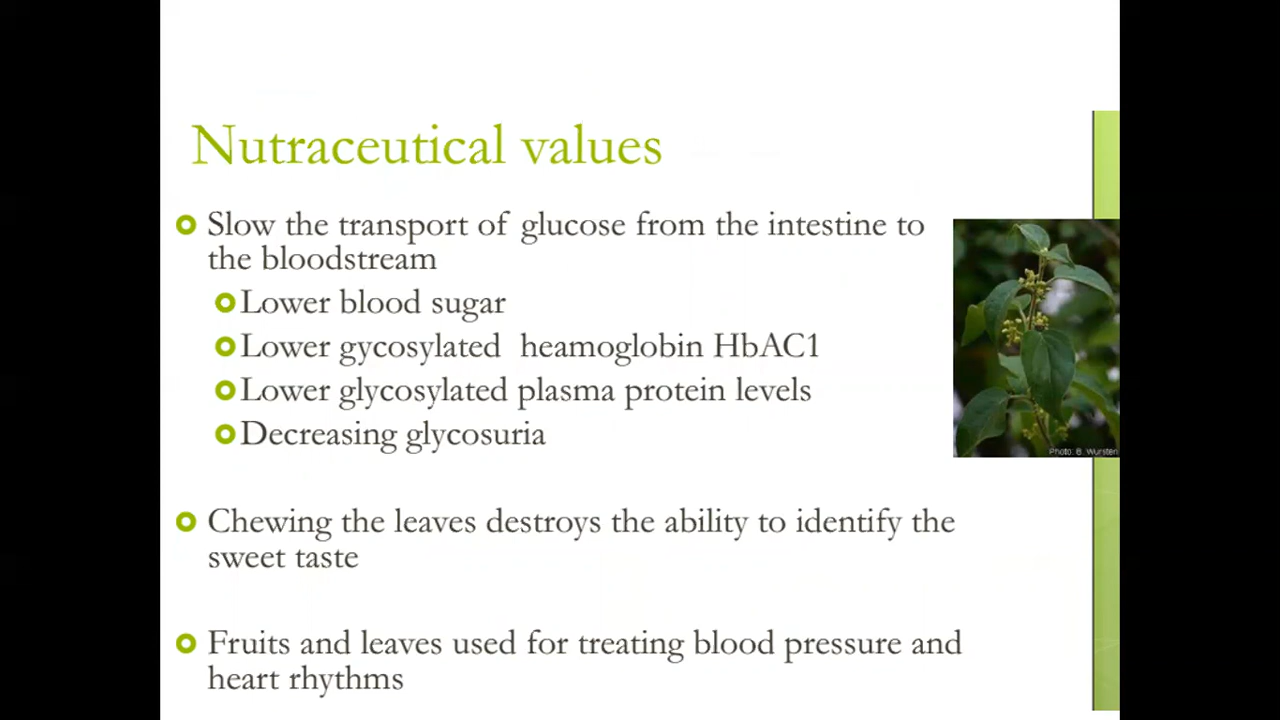 Nutraceutical values
Slow the transport of glucose from the intestine to
the bloodstream
Lower blood sugar
Lower gycosylated heamoglobin HbAC1
Lower glycosylated plasma protein levels
Decreasing glycosuria
Chewing the leaves destroys the ability to identify the
sweet taste
Fruits and leaves used for treating blood pressure and
heart rhythms
Photo: B. Wursten